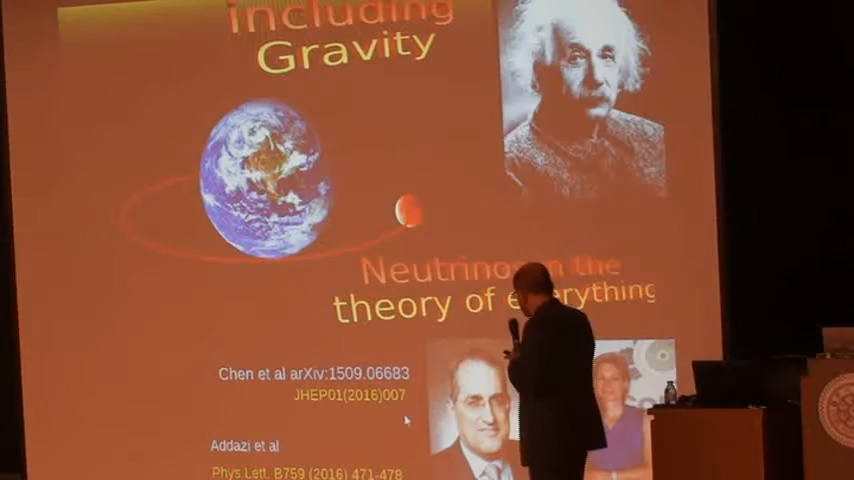 including
Gravity
Neutrinos in the
theory of everything
Chen et al arXiv:1509.06683
JHEP01(2016)007
Addazi et al
Phys.Lett. B759 (2016) 471-478